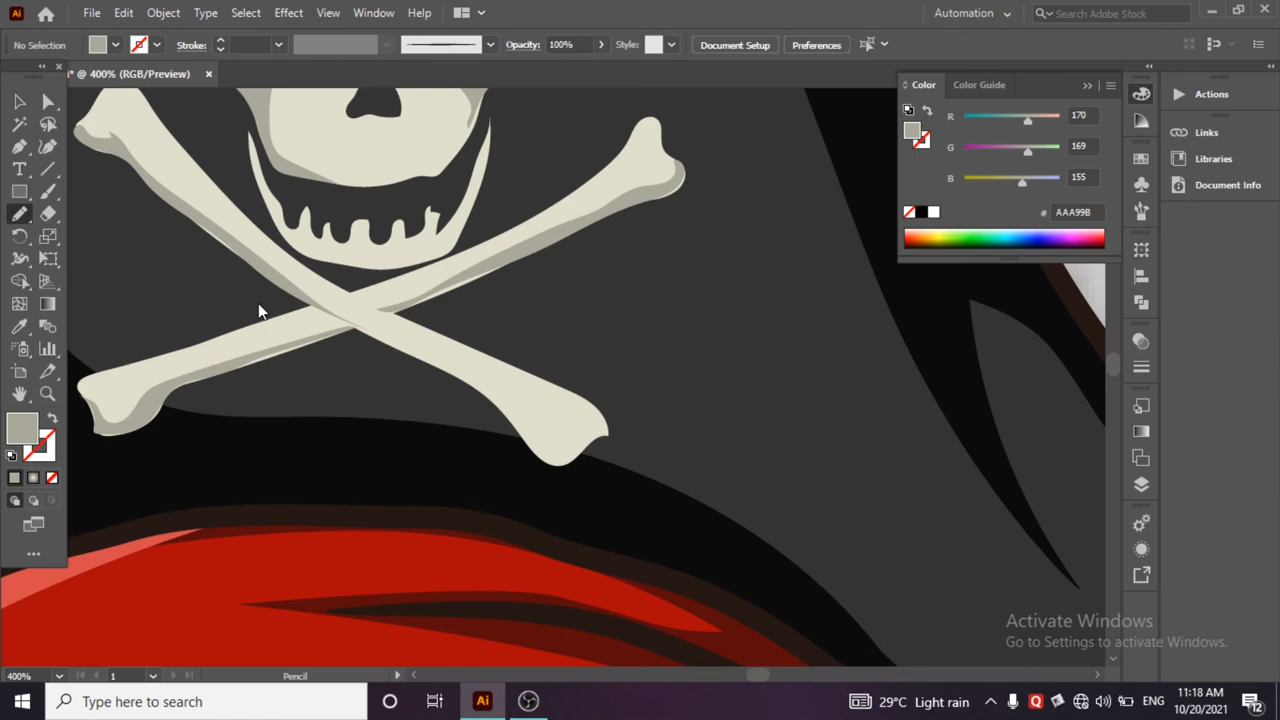 Ai File Edit Object Type Select Effect View Window Help Automation Search Adobe Stock
No Selection Stroke: Opacity: 100% Style: Document Setup Preferences
* @ 400% (RGB/Preview) ×
Color Color Guide
R 170
G 169
B 155
# AAA99B
Actions
Links
Libraries
Document Info
Activate Windows
Go to Settings to activate Windows.
400% 1 Pencil
Type here to search Ai 29°C Light rain ENG 11:18 AM
10/20/2021 12